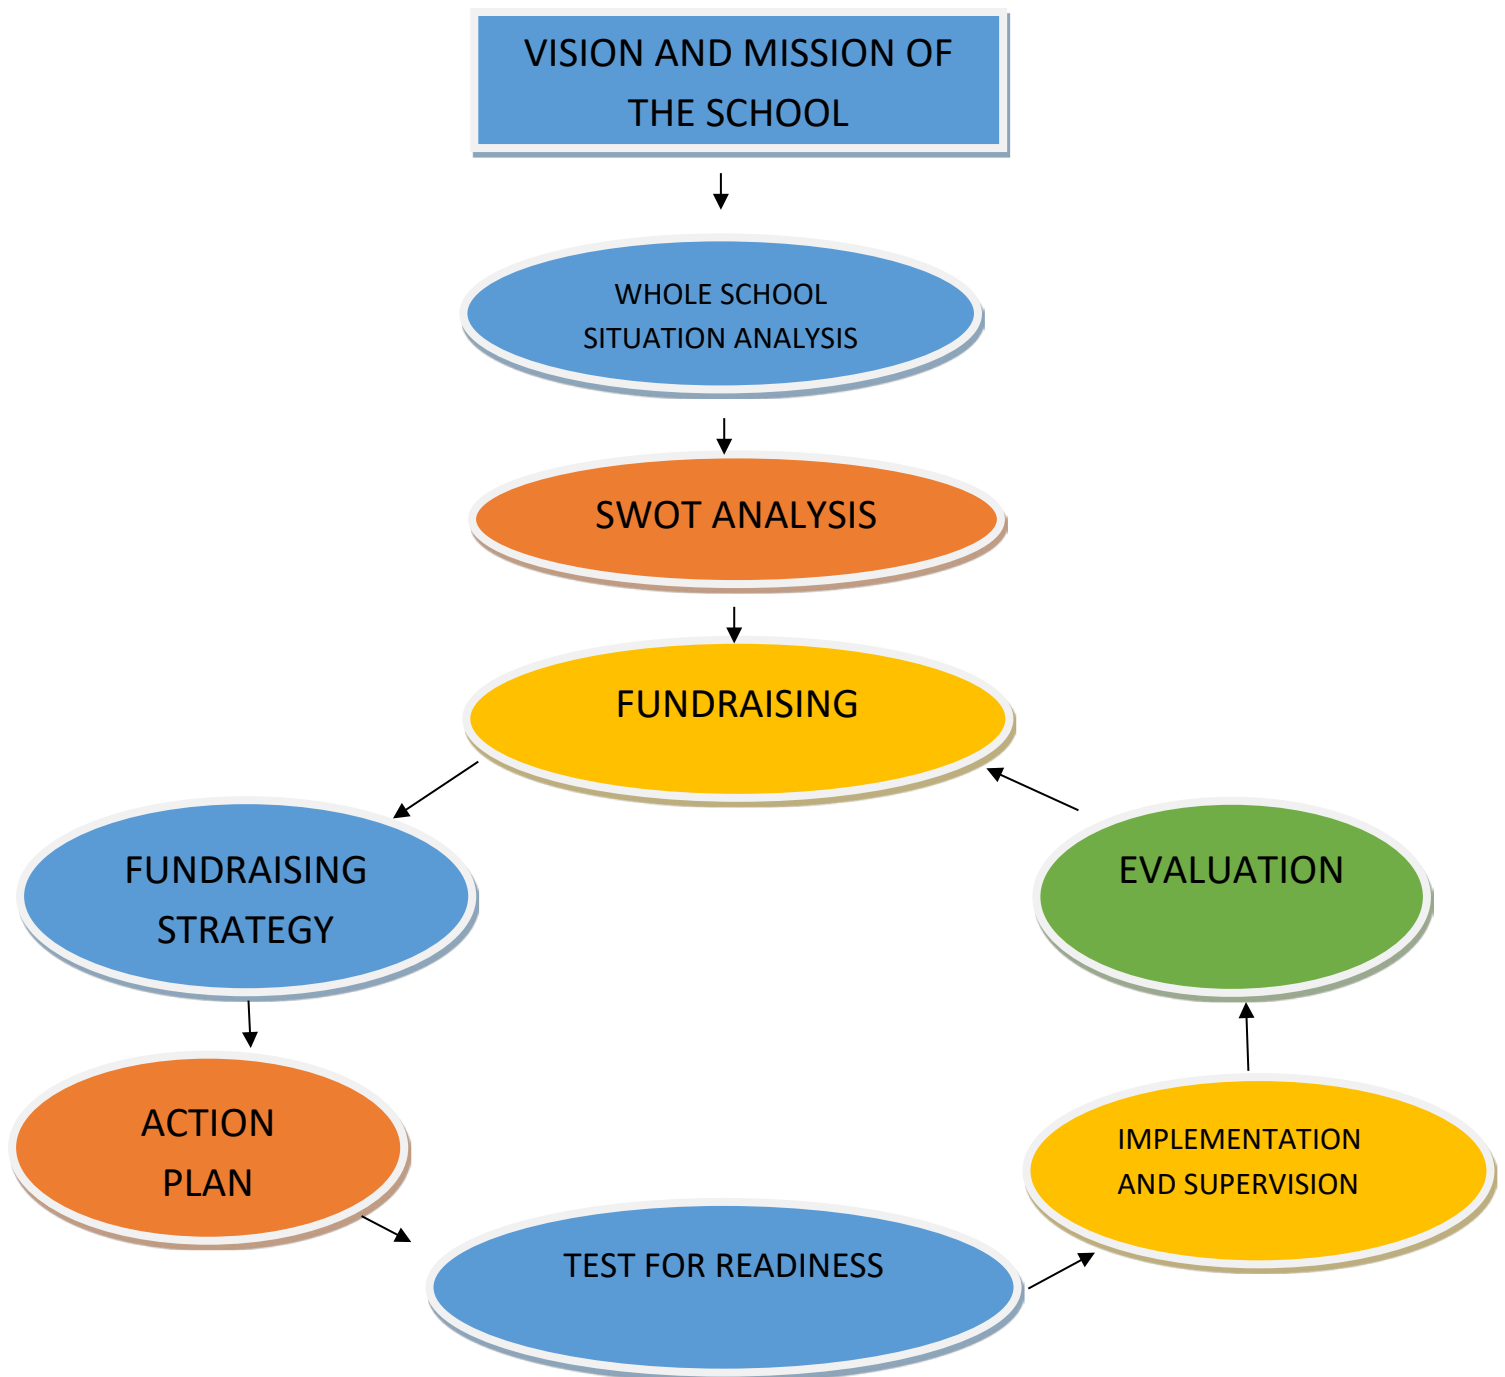 VISION AND MISSION OF
THE SCHOOL
WHOLE SCHOOL
SITUATION ANALYSIS
SWOT ANALYSIS
FUNDRAISING
FUNDRAISING
STRATEGY
EVALUATION
ACTION
PLAN
IMPLEMENTATION
AND SUPERVISION
TEST FOR READINESS